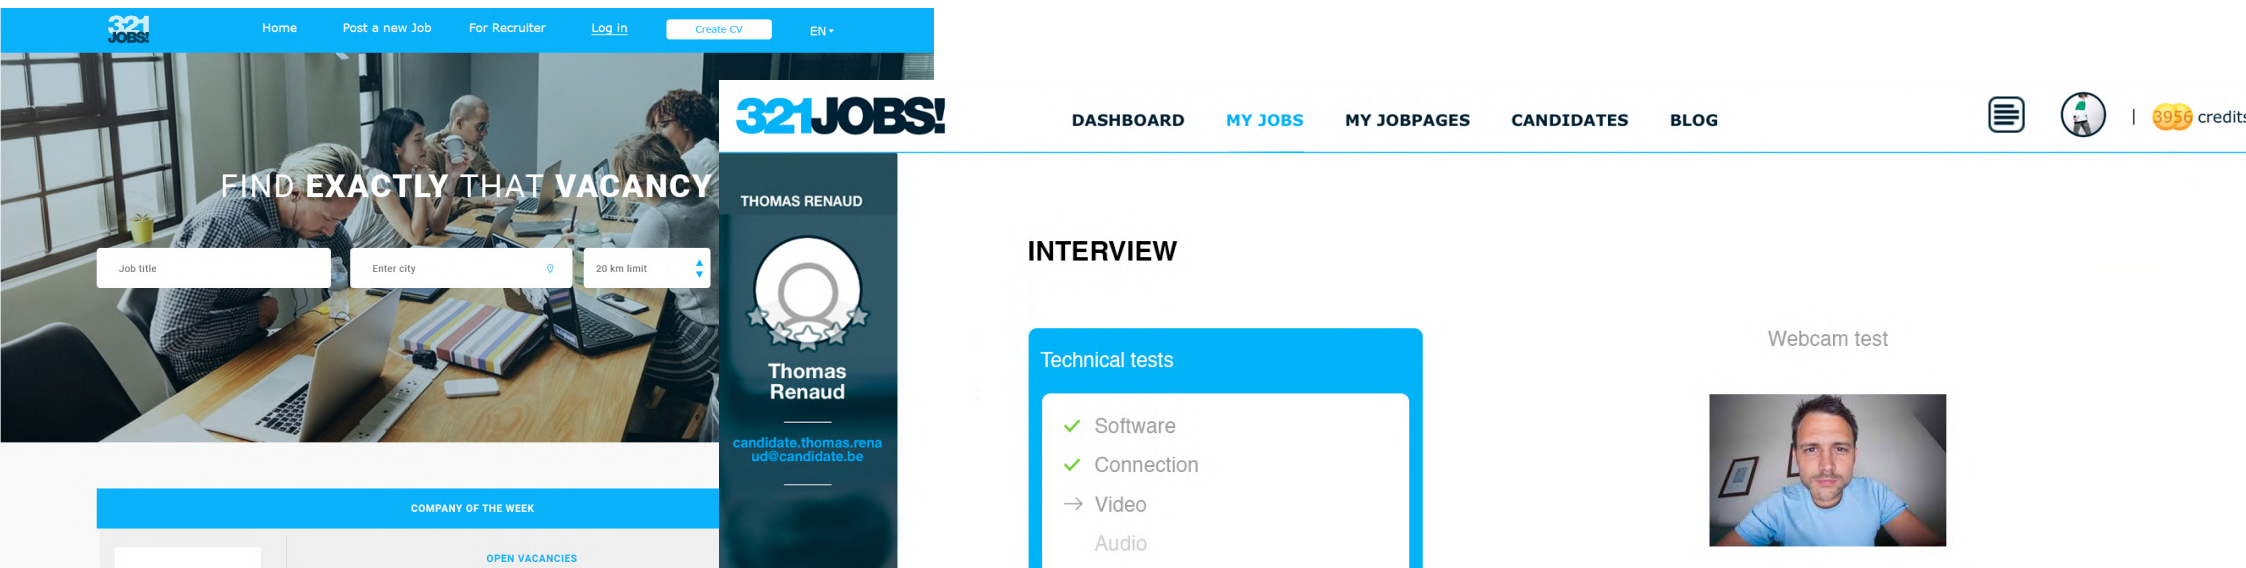 321
JOBS!
Home
Post a new Job
For Recruiter
Log in
Create CV
EN
FIND EXACTLY THAT VACANCY
Job title
Enter city
20 km limit
COMPANY OF THE WEEK
OPEN VACANCIES
321JOBS!
DASHBOARD
MY JOBS
MY JOBPAGES
CANDIDATES
BLOG
| 3956 credits
THOMAS RENAUD
Thomas
Renaud
candidate.thomas.rena
ud@candidate.be
INTERVIEW
Technical tests
Software
Connection
Video
Audio
Webcam test